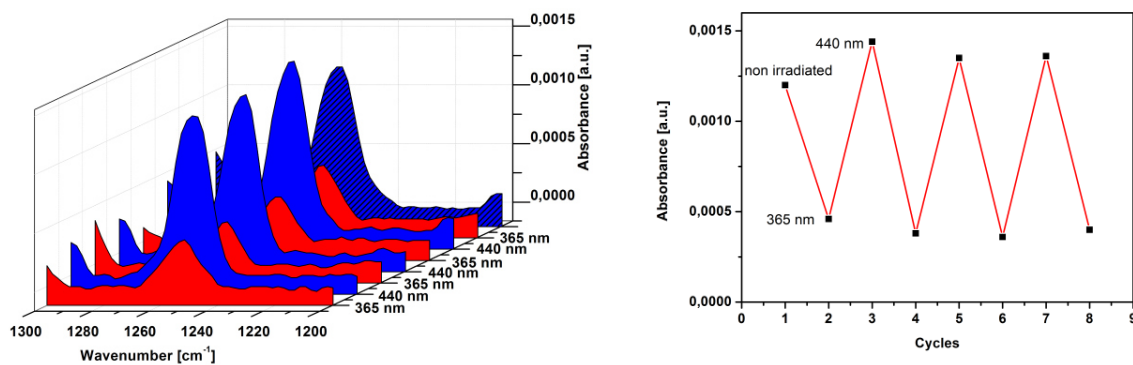 0,0015
0,0010
0,0005
0,0000
Absorbance [a.u.]
365 nm
440 nm
365 nm
440 nm
365 nm
440 nm
365 nm
1300 1280 1260 1240 1220 1200
Wavenumber [cm⁻¹]
0,0015
0,0010
0,0005
0,0000
Absorbance [a.u.]
440 nm
non irradiated
365 nm
0 1 2 3 4 5 6 7 8 9
Cycles